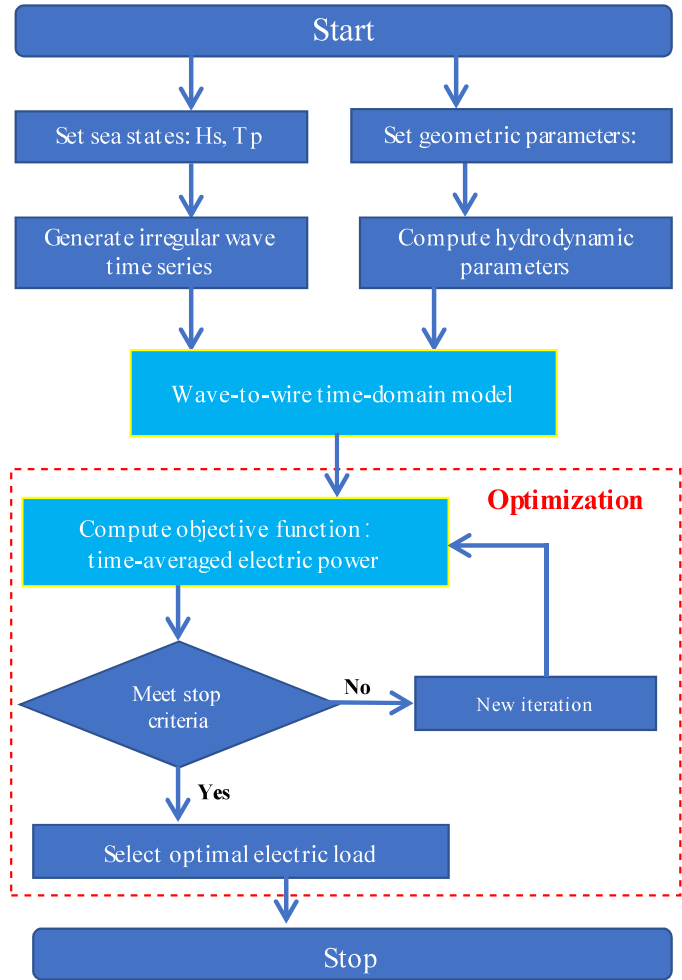 Start
Set sea states: Hs, Tp
Set geometric parameters:
Generate irregular wave
time series
Compute hydrodynamic
parameters
Wave-to-wire time-domain model
Optimization
Compute objective function:
time-averaged electric power
Meet stop
criteria
No
New iteration
Yes
Select optimal electric load
Stop